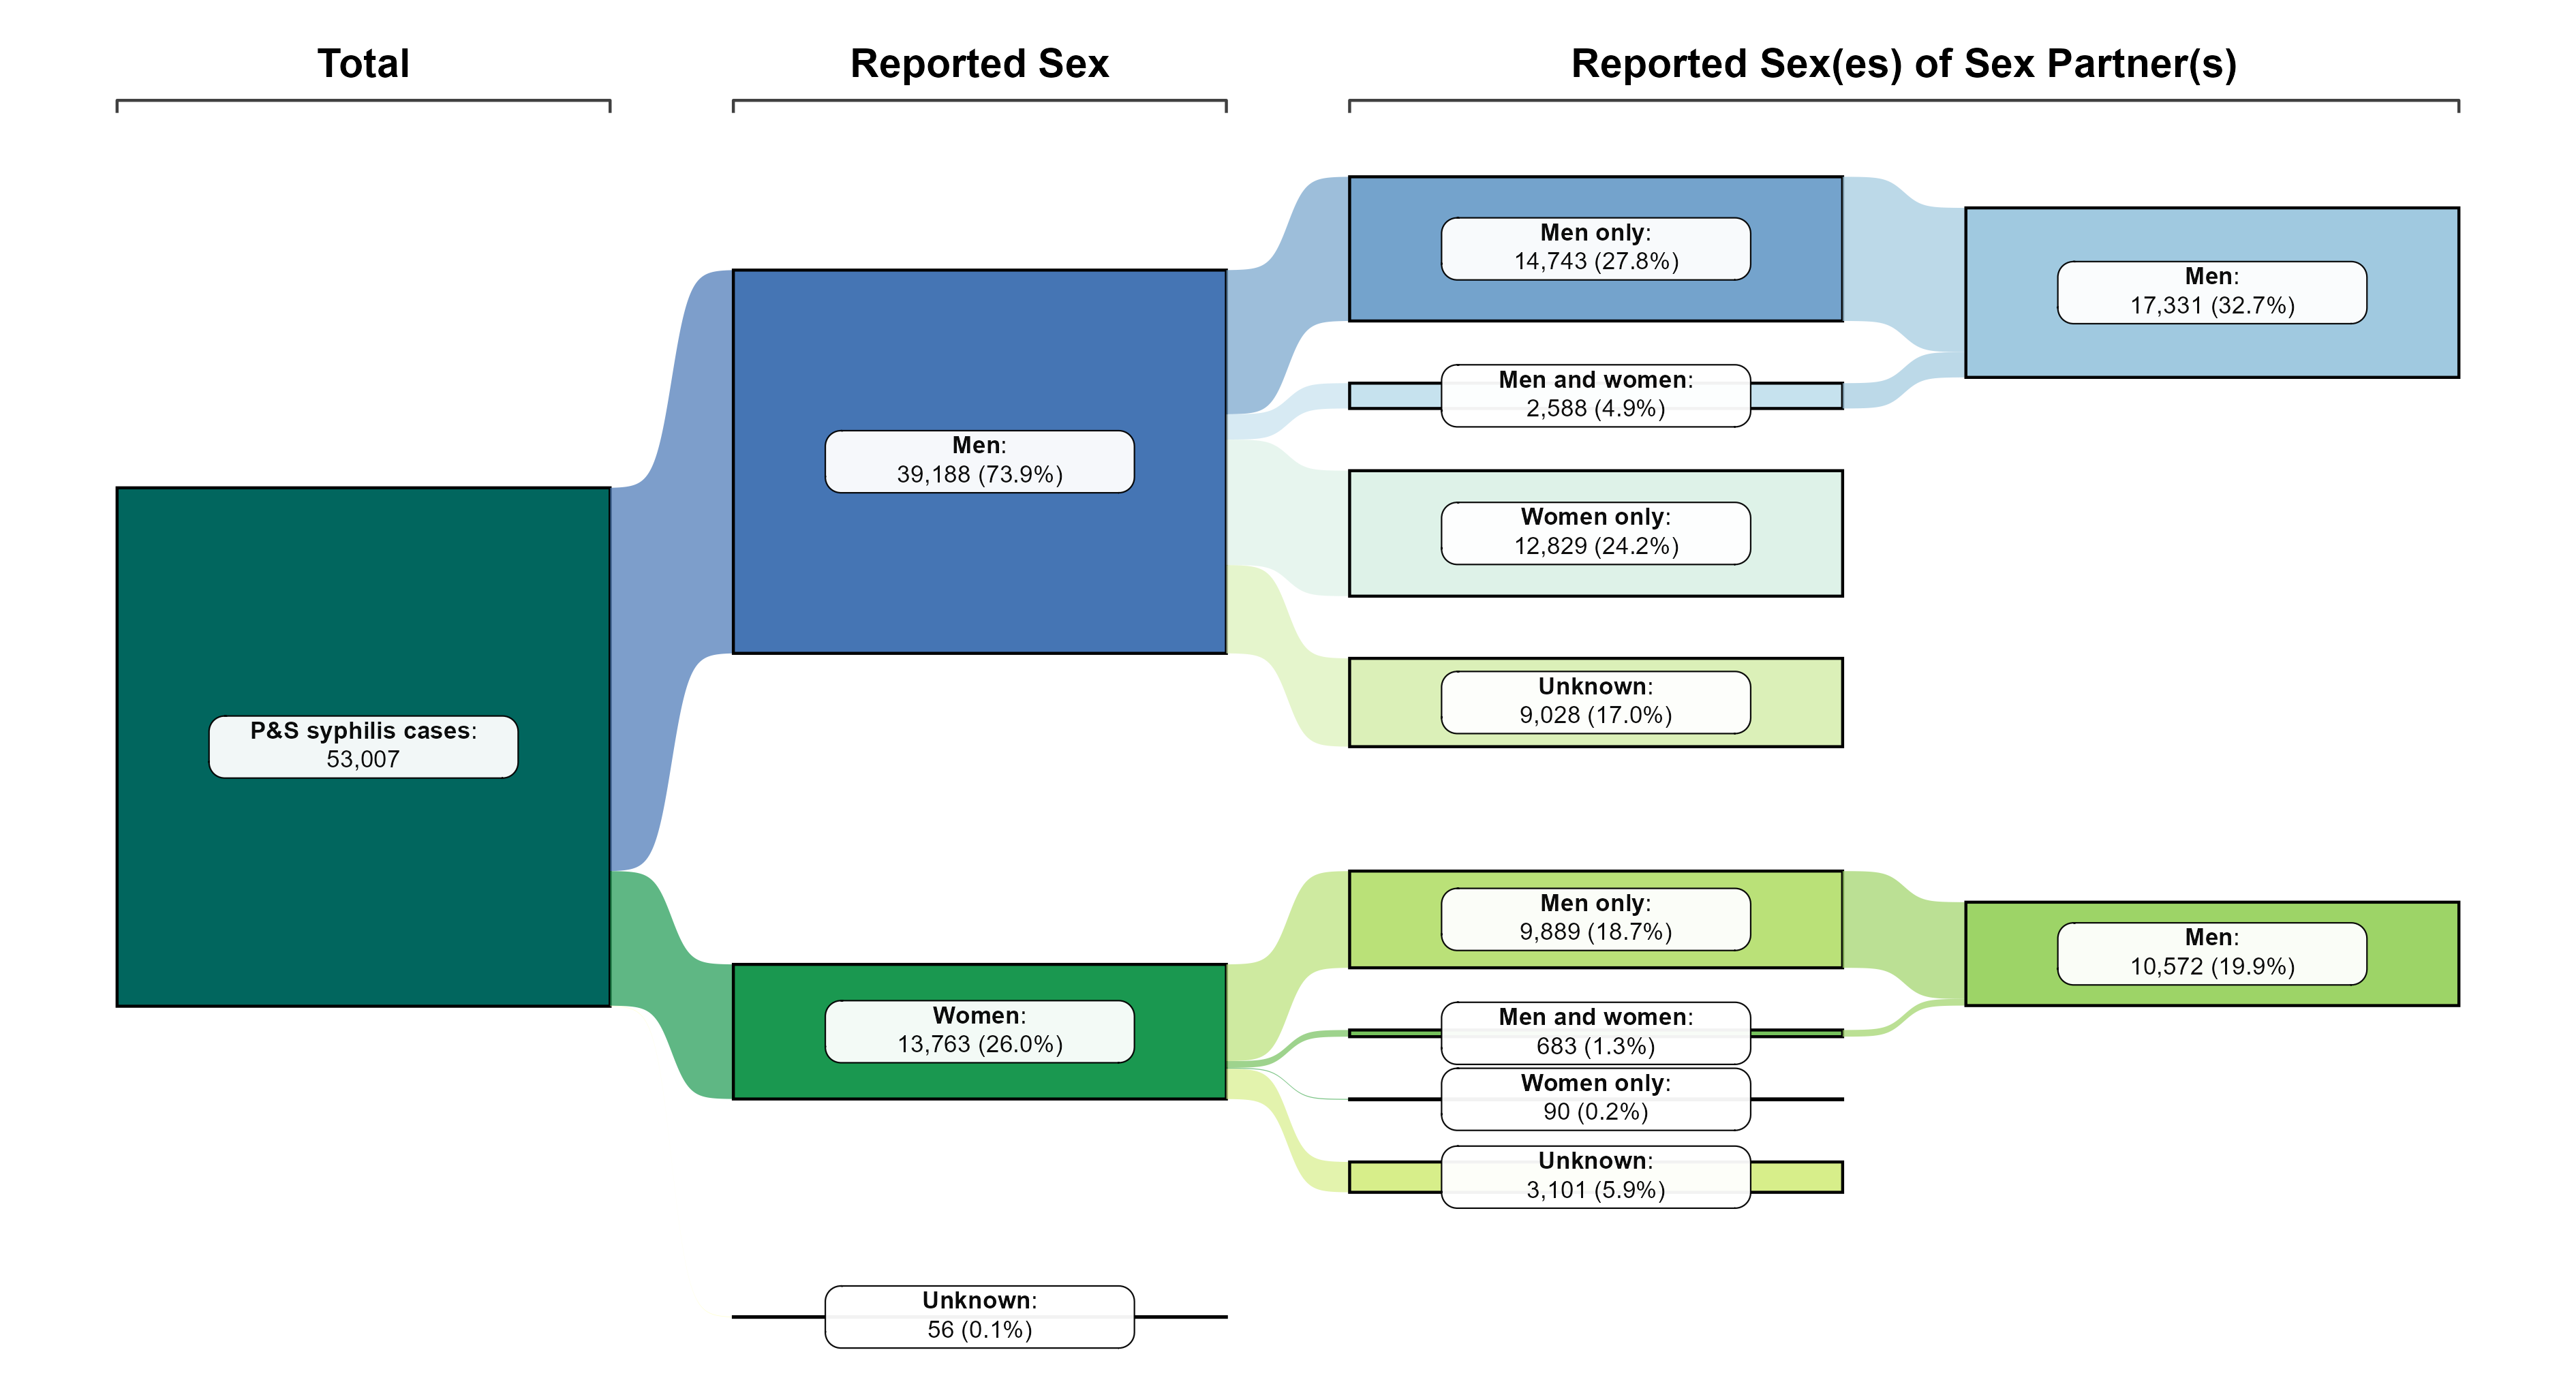 Total
Reported Sex
Reported Sex(es) of Sex Partner(s)
P&S syphilis cases:
53,007
Men:
39,188 (73.9%)
Women:
13,763 (26.0%)
Unknown:
56 (0.1%)
Men only:
14,743 (27.8%)
Men and women:
2,588 (4.9%)
Women only:
12,829 (24.2%)
Unknown:
9,028 (17.0%)
Men only:
9,889 (18.7%)
Men and women:
683 (1.3%)
Women only:
90 (0.2%)
Unknown:
3,101 (5.9%)
Men:
17,331 (32.7%)
Men:
10,572 (19.9%)